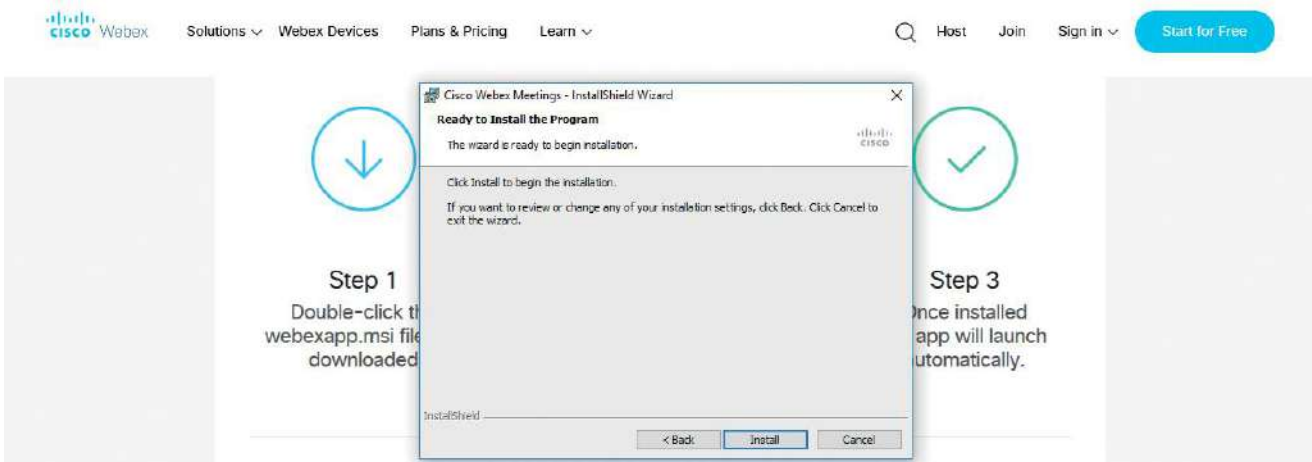 CISCO Webex Solutions Webex Devices Plans & Pricing Learn Host Join Sign in Start for Free
Cisco Webex Meetings - InstallShield Wizard
Ready to Install the Program
The wizard is ready to begin installation.
CISCO
Click Install to begin the installation.
If you want to review or change any of your installation settings, click Back. Click Cancel to
exit the wizard.
Step 1
Double-click
webexapp.msi
downloaded
Step 3
installed
app will launch
automatically.
InstallShield
< Back Install Cancel